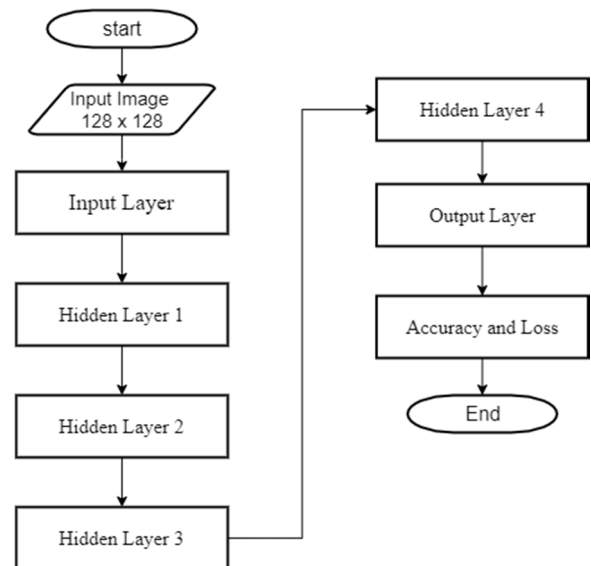 start
Input Image
128 x 128
Input Layer
Hidden Layer 1
Hidden Layer 2
Hidden Layer 3
Hidden Layer 4
Output Layer
Accuracy and Loss
End